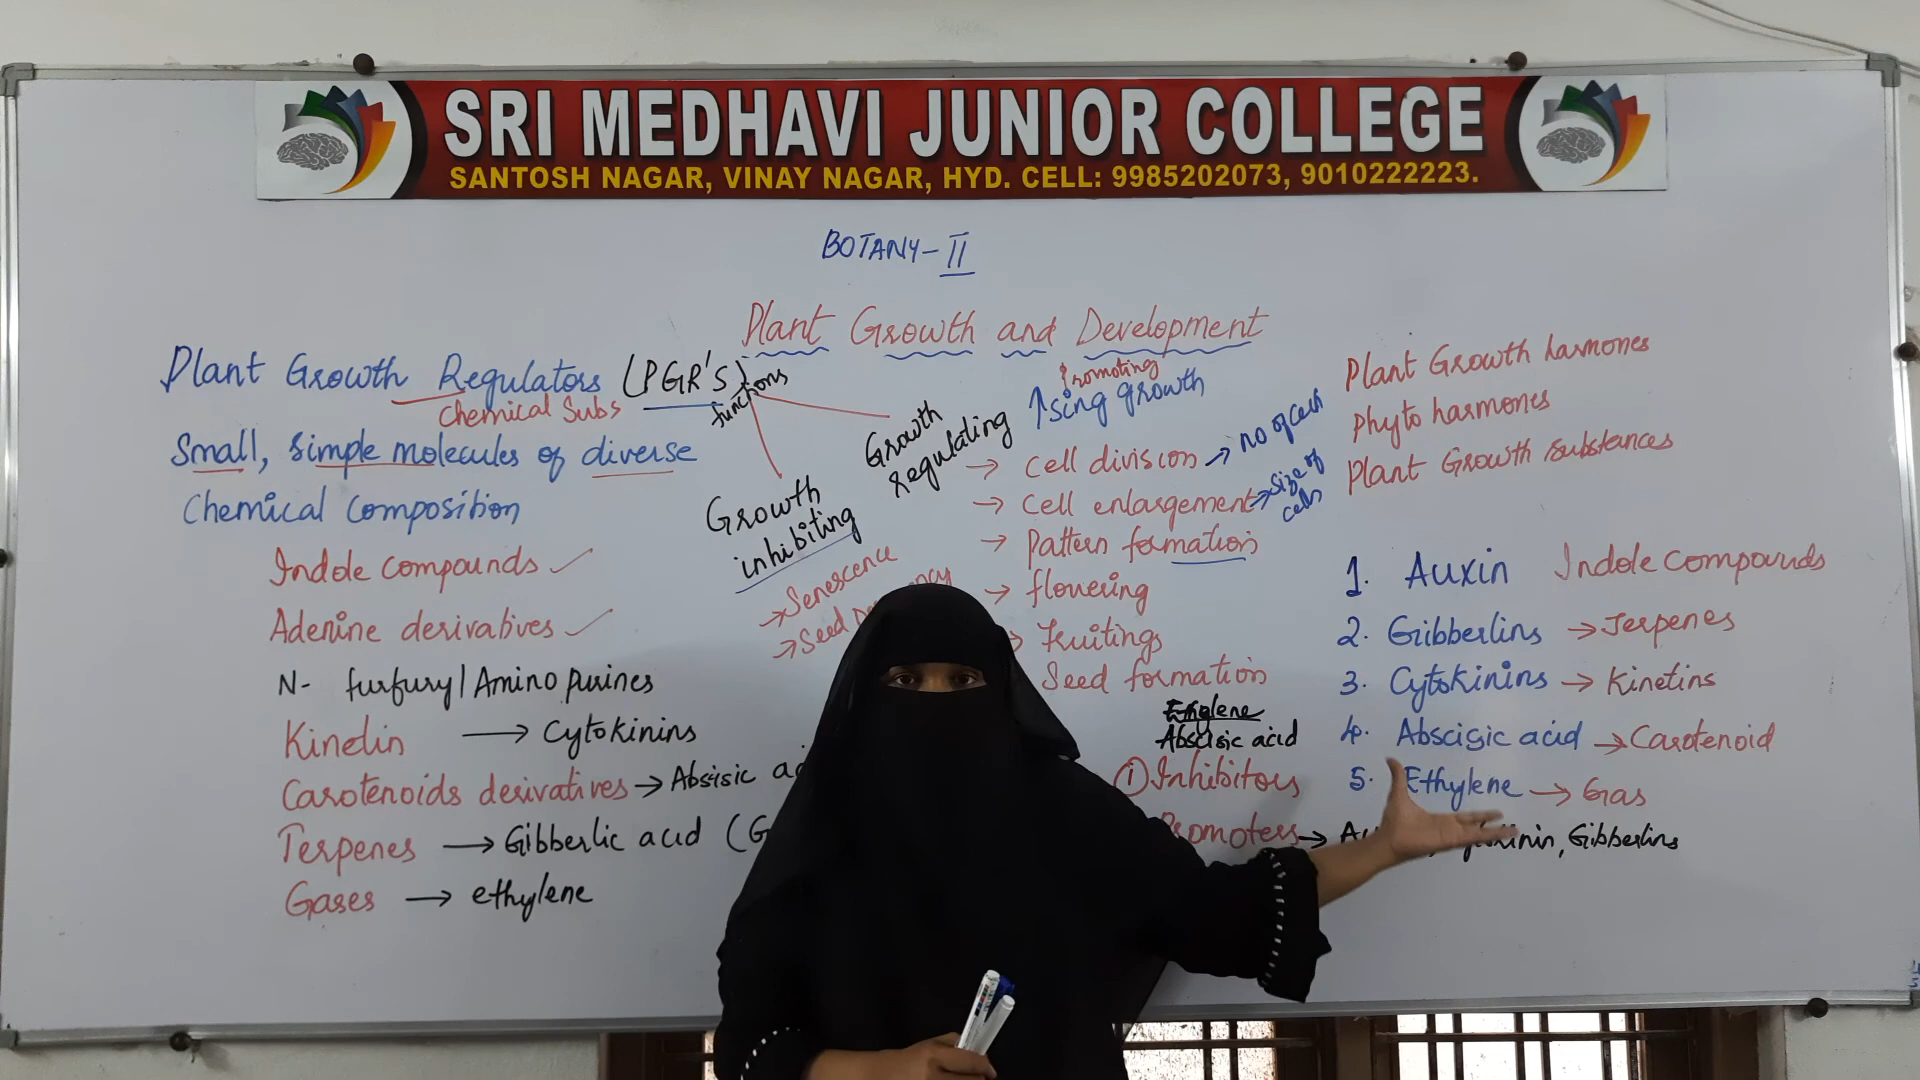 SRI MEDHAVI JUNIOR COLLEGE
SANTOSH NAGAR, VINAY NAGAR, HYD. CELL: 9985202073, 9010222223.
BOTANY-II
Plant Growth and Development
Plant Growth Regulators (PGR'S)
Chemical Subs
Small, simple molecules of diverse
Chemical Composition
Indole compounds ✓
Adenine derivatives ✓
N- furfuryl Amino purines
Kinetin → Cytokinins
Carotenoids derivatives → Absisic
Terpenes → Gibberlic acid (G
Gases → ethylene
functions
Growth
inhibiting
→ Senescence
→ Seed
Growth
regulating
Promoting
↑sing growth
→ Cell division → no of cells
→ Cell enlargement → size of
cells
→ Pattern formation
→ flowering
→ Fruitings
Seed formation
Ethylene
Abscisic acid
① Inhibitors
Promoters → Au , Gibberlins
Plant Growth harmones
Phyto harmones
Plant Growth substances
1. Auxin Indole Compounds
2. Gibberlins → Terpenes
3. Cytokinins → Kinetins
4. Abscisic acid → Carotenoid
5. Ethylene → Gas